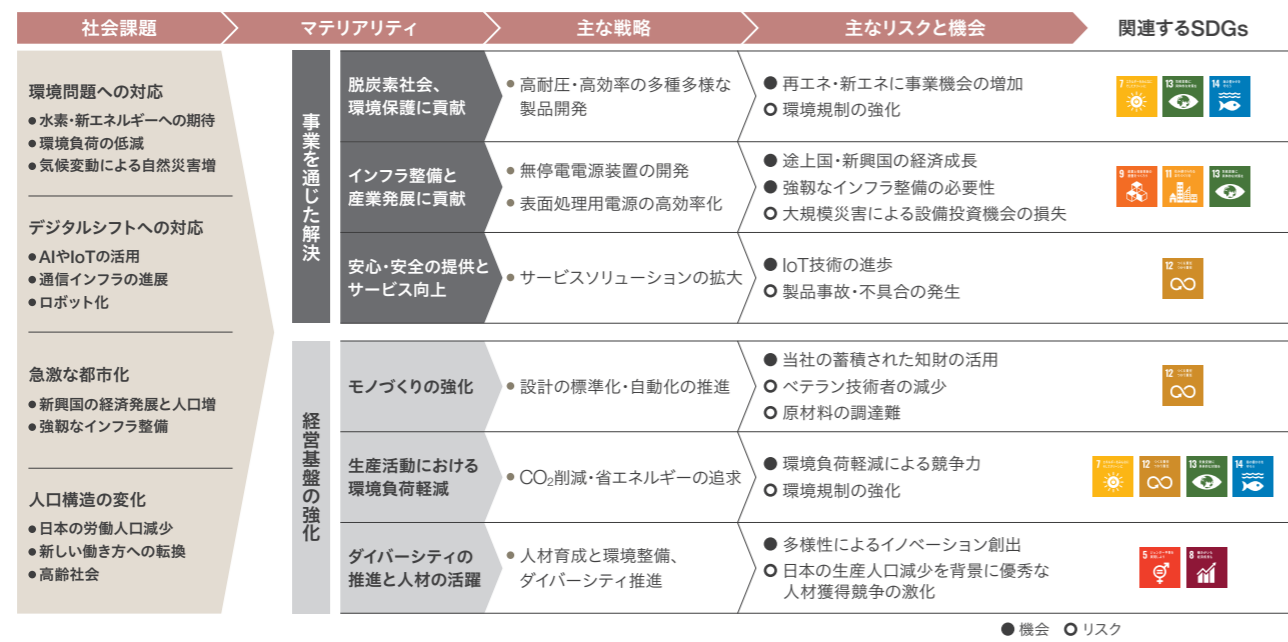 社会課題
マテリアリティ
主な戦略
主なリスクと機会
関連するSDGs
環境問題への対応
●水素・新エネルギーへの期待
●環境負荷の低減
●気候変動による自然災害増
デジタルシフトへの対応
●AIやIoTの活用
●通信インフラの進展
●ロボット化
急激な都市化
●新興国の経済発展と人口増
●強靱なインフラ整備
人口構造の変化
●日本の労働人口減少
●新しい働き方への転換
●高齢社会
事業を通じた解決
脱炭素社会、
環境保護に貢献
●高耐圧・高効率の多種多様な
製品開発
●再エネ・新エネに事業機会の増加
○環境規制の強化
7
13
14
インフラ整備と
産業発展に貢献
●無停電電源装置の開発
●表面処理用電源の高効率化
●途上国・新興国の経済成長
●強靱なインフラ整備の必要性
○大規模災害による設備投資機会の損失
9
11
13
安心・安全の提供と
サービス向上
●サービスソリューションの拡大
●IoT技術の進歩
○製品事故・不具合の発生
12
経営基盤の強化
モノづくりの強化
●設計の標準化・自動化の推進
●当社の蓄積された知財の活用
○ベテラン技術者の減少
○原材料の調達難
12
生産活動における
環境負荷軽減
●CO₂削減・省エネルギーの追求
●環境負荷軽減による競争力
○環境規制の強化
7
12
13
14
ダイバーシティの
推進と人材の活躍
●人材育成と環境整備、
ダイバーシティ推進
●多様性によるイノベーション創出
○日本の生産人口減少を背景に優秀な
人材獲得競争の激化
5
8
●機会 ○リスク